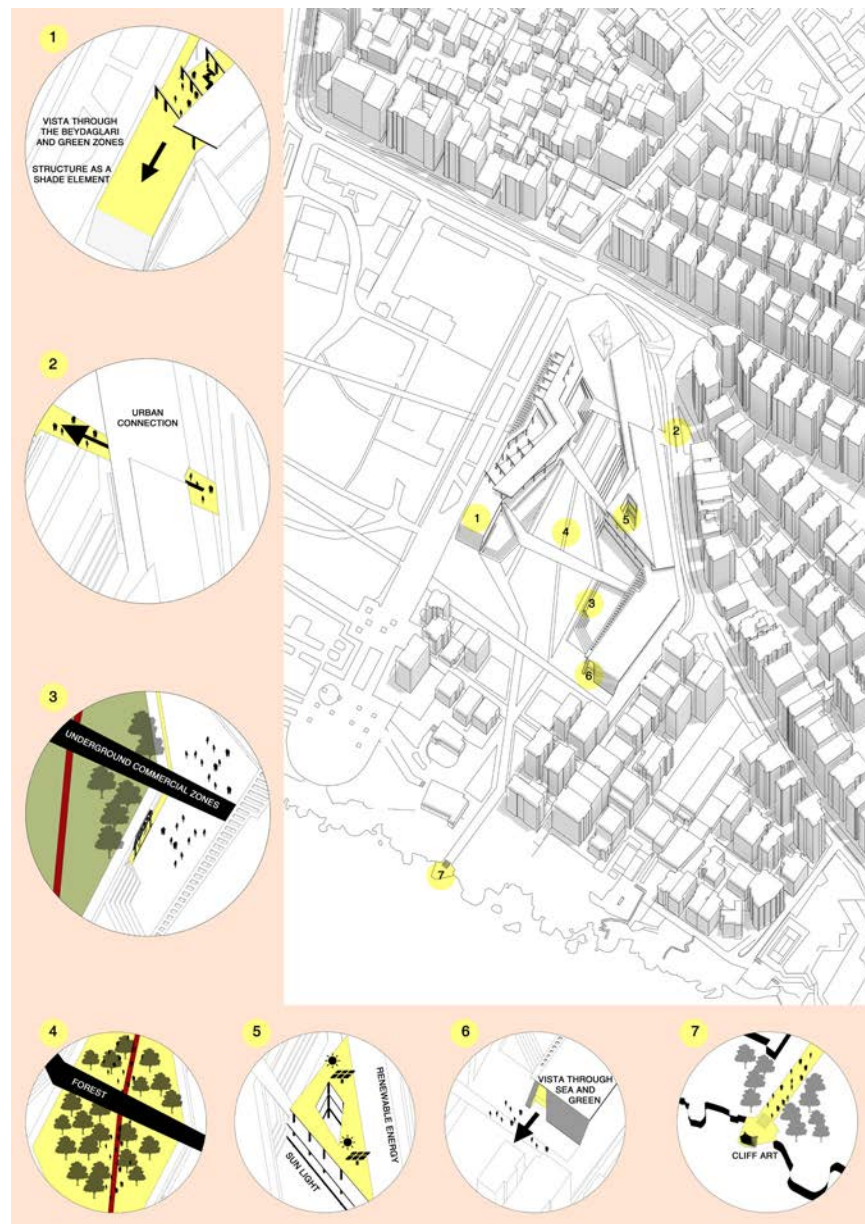 1
VISTA THROUGH
THE BEYDAGLARI
AND GREEN ZONES
STRUCTURE AS A
SHADE ELEMENT
2
URBAN
CONNECTION
3
UNDERGROUND COMMERCIAL ZONES
4
FOREST
5
RENEWABLE ENERGY
SUN LIGHT
6
VISTA THROUGH
SEA AND
GREEN
7
CLIFF ART
2
1
5
4
3
6
7